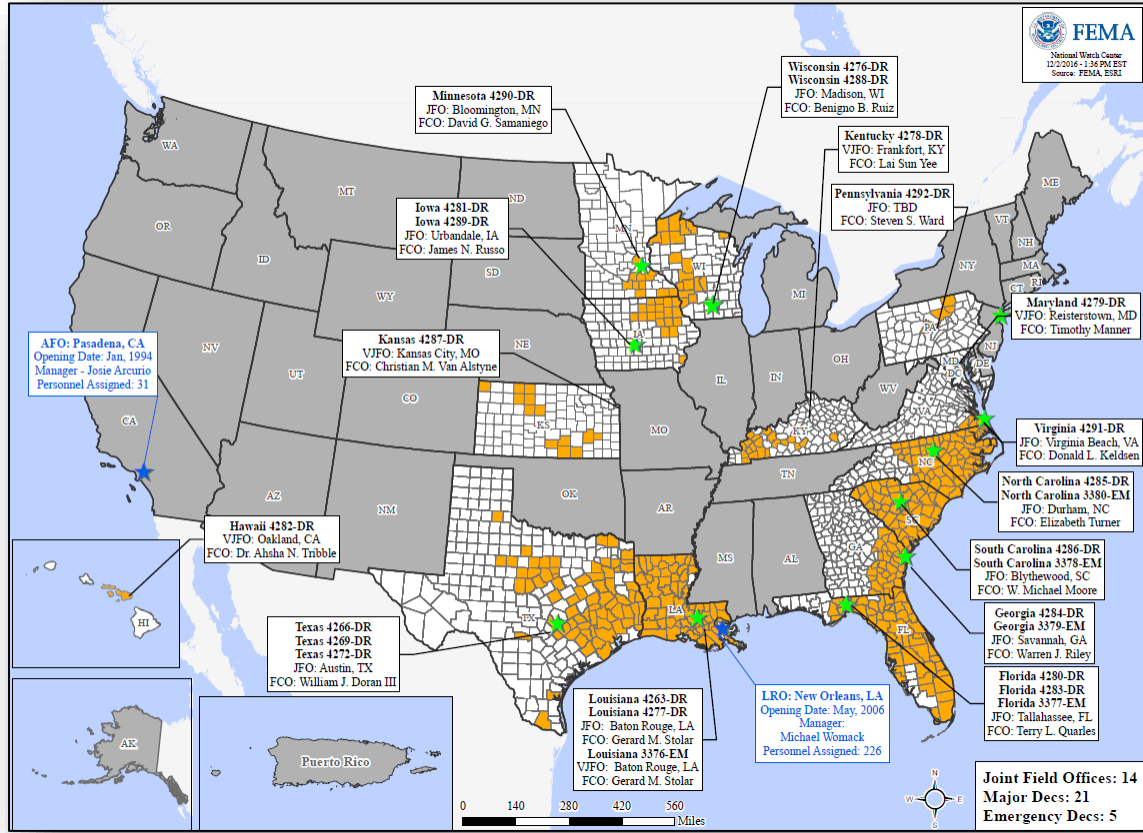 FEMA
National Watch Center
12/2/2016 - 1:36 PM EST
Source: FEMA, ESRI
Wisconsin 4276-DR
Wisconsin 4288-DR
JFO: Madison, WI
FCO: Benigno B. Ruiz
Minnesota 4290-DR
JFO: Bloomington, MN
FCO: David G. Samaniego
Kentucky 4278-DR
VJFO: Frankfort, KY
FCO: Lai Sun Yee
Pennsylvania 4292-DR
JFO: TBD
FCO: Steven S. Ward
Iowa 4281-DR
Iowa 4289-DR
JFO: Urbandale, IA
FCO: James N. Russo
Maryland 4279-DR
VJFO: Reisterstown, MD
FCO: Timothy Manner
Kansas 4287-DR
VJFO: Kansas City, MO
FCO: Christian M. Van Alstyne
AFO: Pasadena, CA
Opening Date: Jan, 1994
Manager - Josie Arcurio
Personnel Assigned: 31
Virginia 4291-DR
JFO: Virginia Beach, VA
FCO: Donald L. Keldsen
North Carolina 4285-DR
North Carolina 3380-EM
JFO: Durham, NC
FCO: Elizabeth Turner
Hawaii 4282-DR
VJFO: Oakland, CA
FCO: Dr. Ahsha N. Tribble
South Carolina 4286-DR
South Carolina 3378-EM
JFO: Blythewood, SC
FCO: W. Michael Moore
Georgia 4284-DR
Georgia 3379-EM
JFO: Savannah, GA
FCO: Warren J. Riley
Texas 4266-DR
Texas 4269-DR
Texas 4272-DR
JFO: Austin, TX
FCO: William J. Doran III
Florida 4280-DR
Florida 4283-DR
Florida 3377-EM
JFO: Tallahassee, FL
FCO: Terry L. Quarles
Louisiana 4263-DR
Louisiana 4277-DR
JFO: Baton Rouge, LA
FCO: Gerard M. Stolar
Louisiana 3376-EM
VJFO: Baton Rouge, LA
FCO: Gerard M. Stolar
LRO: New Orleans, LA
Opening Date: May, 2006
Manager:
Michael Womack
Personnel Assigned: 226
WA
MT
ND
MN
ME
VT
NH
OR
ID
SD
WI
NY
MA
CT
RI
WY
MI
PA
NJ
IA
NV
NE
OH
MD
DE
DC
UT
IL
IN
WV
CO
VA
CA
KS
MO
KY
NC
TN
AZ
NM
OK
AR
SC
MS
AL
GA
TX
LA
FL
HI
AK
Puerto Rico
N
W
E
S
0
140
280
420
560
Miles
Joint Field Offices: 14
Major Decs: 21
Emergency Decs: 5